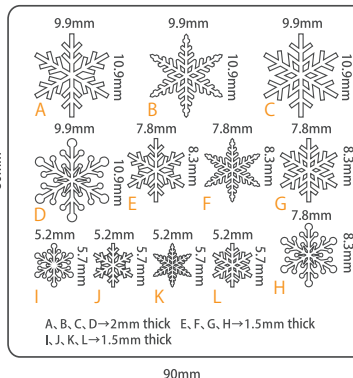 9.9mm 9.9mm 9.9mm
10.9mm 10.9mm 10.9mm
A B C
9.9mm 7.8mm 7.8mm 7.8mm
10.9mm 8.3mm 8.3mm 8.3mm
D E F G
7.8mm
8.3mm
H
5.2mm 5.2mm 5.2mm 5.2mm
5.7mm 5.7mm 5.7mm 5.7mm
I J K L
A、B、C、D→2mm thick E、F、G、H→1.5mm thick
I、J、K、L→1.5mm thick
90mm